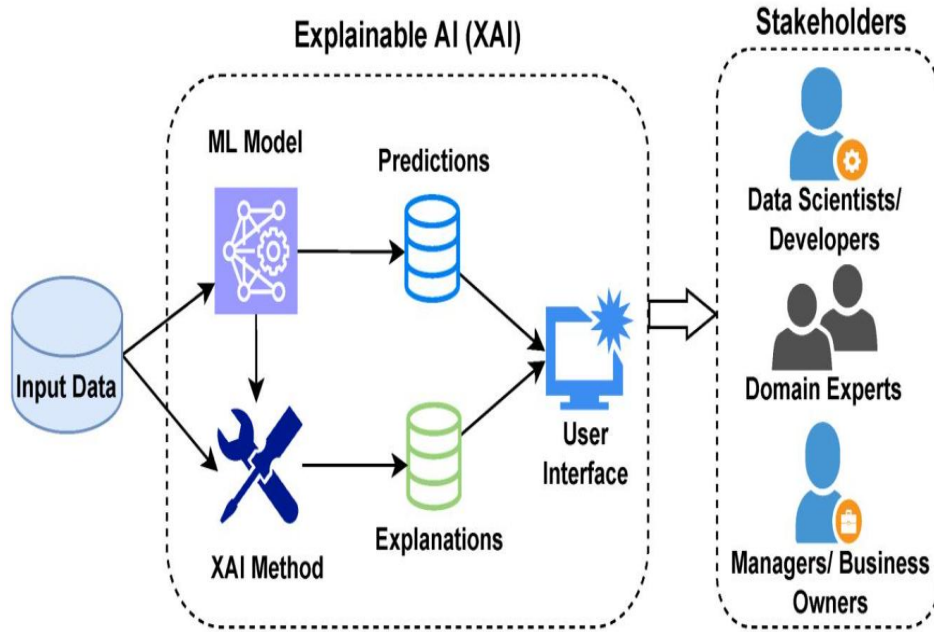 Explainable AI (XAI)
Stakeholders
ML Model
Predictions
Input Data
XAI Method
Explanations
User
Interface
Data Scientists/
Developers
Domain Experts
Managers/ Business
Owners